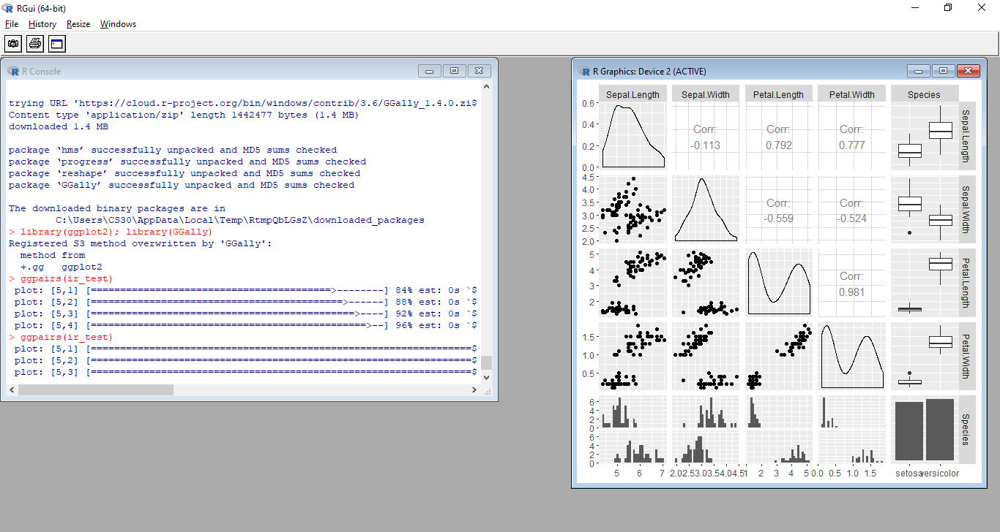 RGui (64-bit)
File History Resize Windows
R Console
trying URL 'https://cloud.r-project.org/bin/windows/contrib/3.6/GGally_1.4.0.zi$
Content type 'application/zip' length 1442477 bytes (1.4 MB)
downloaded 1.4 MB
package ‘hms’ successfully unpacked and MD5 sums checked
package ‘progress’ successfully unpacked and MD5 sums checked
package ‘reshape’ successfully unpacked and MD5 sums checked
package ‘GGally’ successfully unpacked and MD5 sums checked
The downloaded binary packages are in
C:\Users\CS30\AppData\Local\Temp\RtmpQbLGsZ\downloaded_packages
> library(ggplot2); library(GGally)
Registered S3 method overwritten by 'GGally':
method from
+.gg ggplot2
> ggpairs(ir_test)
plot: [5,1] [==========================================>--------] 84% est: 0s `$
plot: [5,2] [============================================>------] 88% est: 0s `$
plot: [5,3] [==============================================>----] 92% est: 0s `$
plot: [5,4] [================================================>--] 96% est: 0s `$
> ggpairs(ir_test)
plot: [5,1] [==================================================================$
plot: [5,2] [==================================================================$
plot: [5,3] [==================================================================$
R Graphics: Device 2 (ACTIVE)
Sepal.Length Sepal.Width Petal.Length Petal.Width Species
0.6
0.4
0.2
0.0
Corr:
-0.113
Corr:
0.792
Corr:
0.777
Sepal.Length
4.5
4.0
3.5
3.0
2.5
2.0
Corr:
-0.559
Corr:
-0.524
Sepal.Width
5
4
3
2
Corr:
0.981
Petal.Length
1.5
1.0
0.5
Petal.Width
6
4
2
0
6
4
2
0
Species
5 6 7 2.02.53.03.54.04.51 2 3 4 5 0.0 0.5 1.0 1.5 setosa versicolor